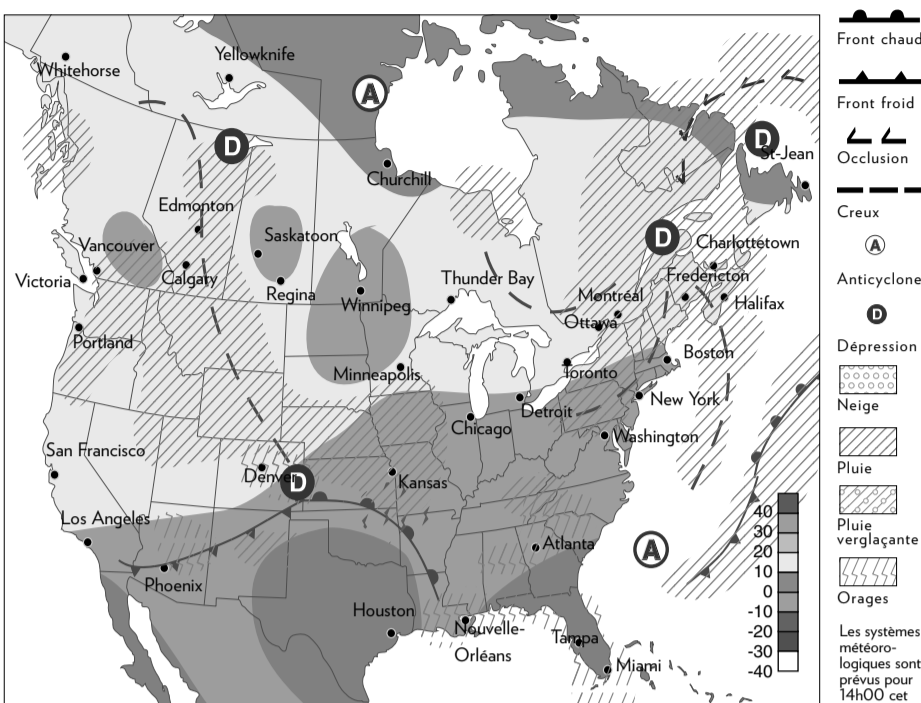 Whitehorse
Yellowknife
A
D
St-Jean
D
Churchill
Edmonton
Saskatoon
D
Charlottetown
Vancouver
Victoria
Calgary
Regina
Winnipeg
Thunder Bay
Montréal
Fredericton
Halifax
Ottawa
Portland
Minneapolis
Toronto
Boston
Detroit
New York
Chicago
Washington
San Francisco
Denver
D
Kansas
Los Angeles
Atlanta
A
Phoenix
Houston
Nouvelle-
Orléans
Tampa
Miami
40
30
20
10
0
-10
-20
-30
-40
Front chaud
Front froid
Occlusion
Creux
A
Anticyclone
D
Dépression
Neige
Pluie
Pluie
verglaçante
Orages
Les systèmes
météoro-
logiques sont
prévus pour
14h00 cet